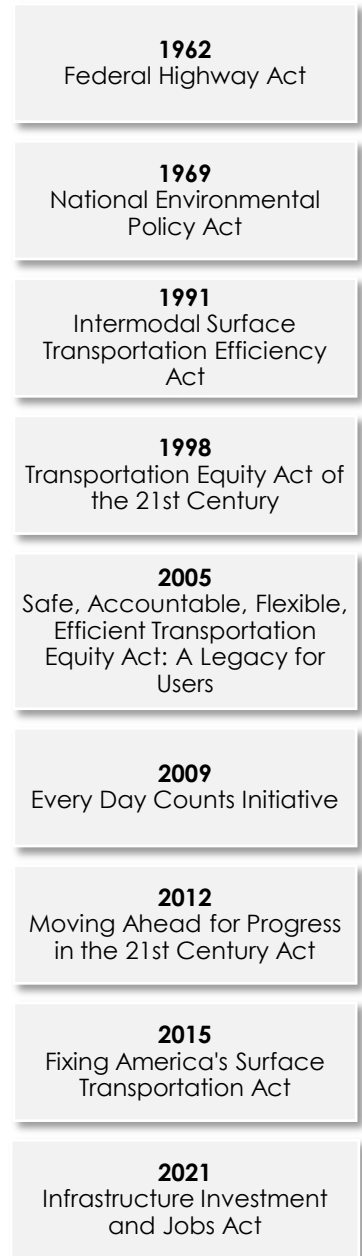 1962
Federal Highway Act
1969
National Environmental
Policy Act
1991
Intermodal Surface
Transportation Efficiency
Act
1998
Transportation Equity Act of
the 21st Century
2005
Safe, Accountable, Flexible,
Efficient Transportation
Equity Act: A Legacy for
Users
2009
Every Day Counts Initiative
2012
Moving Ahead for Progress
in the 21st Century Act
2015
Fixing America's Surface
Transportation Act
2021
Infrastructure Investment
and Jobs Act